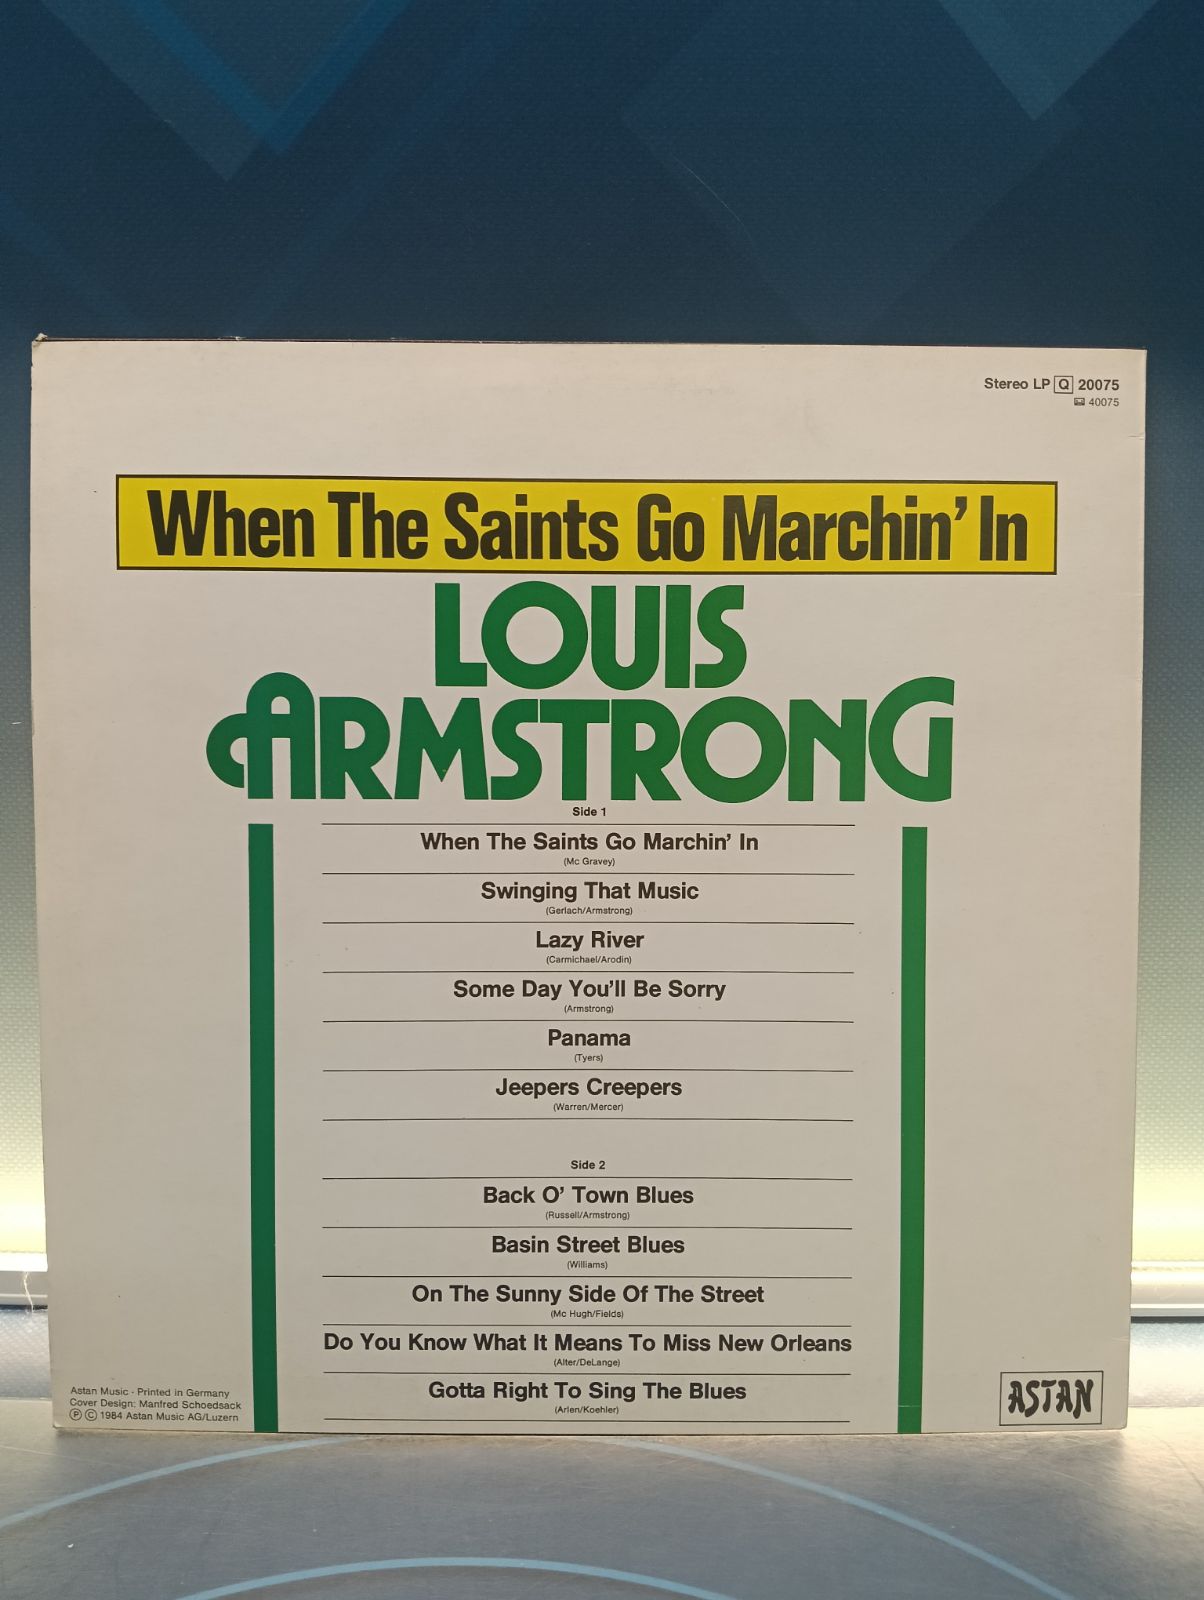 Stereo LP Q 20075
40075
When The Saints Go Marchin' In
LOUIS
ARMSTRONG
Side 1
When The Saints Go Marchin' In
(Mc Gravey)
Swinging That Music
(Gerlach/Armstrong)
Lazy River
(Carmichael/Arodin)
Some Day You'll Be Sorry
(Armstrong)
Panama
(Tyers)
Jeepers Creepers
(Warren/Mercer)
Side 2
Back O' Town Blues
(Russell/Armstrong)
Basin Street Blues
(Williams)
On The Sunny Side Of The Street
(Mc Hugh/Fields)
Do You Know What It Means To Miss New Orleans
(Alter/DeLange)
Gotta Right To Sing The Blues
(Arlen/Koehler)
Astan Music · Printed in Germany
Cover Design: Manfred Schoedsack
Ⓟ Ⓒ 1984 Astan Music AG/Luzern
ASTAN